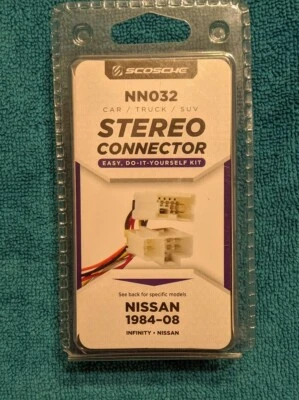 SCOSCHE
NN032
CAR / TRUCK / SUV
STEREO
CONNECTOR
EASY, DO-IT-YOURSELF KIT
See back for specific models
NISSAN
1984-08
INFINITY • NISSAN